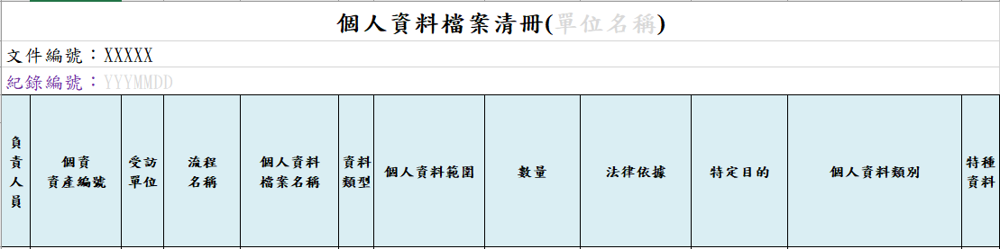 個人資料檔案清冊(單位名稱)
文件編號：XXXXX
紀錄編號：YYYMMDD
負
責
人
員
個資
資產編號
受訪
單位
流程
名稱
個人資料
檔案名稱
資料
類型
個人資料範圍
數量
法律依據
特定目的
個人資料類別
特種
資料